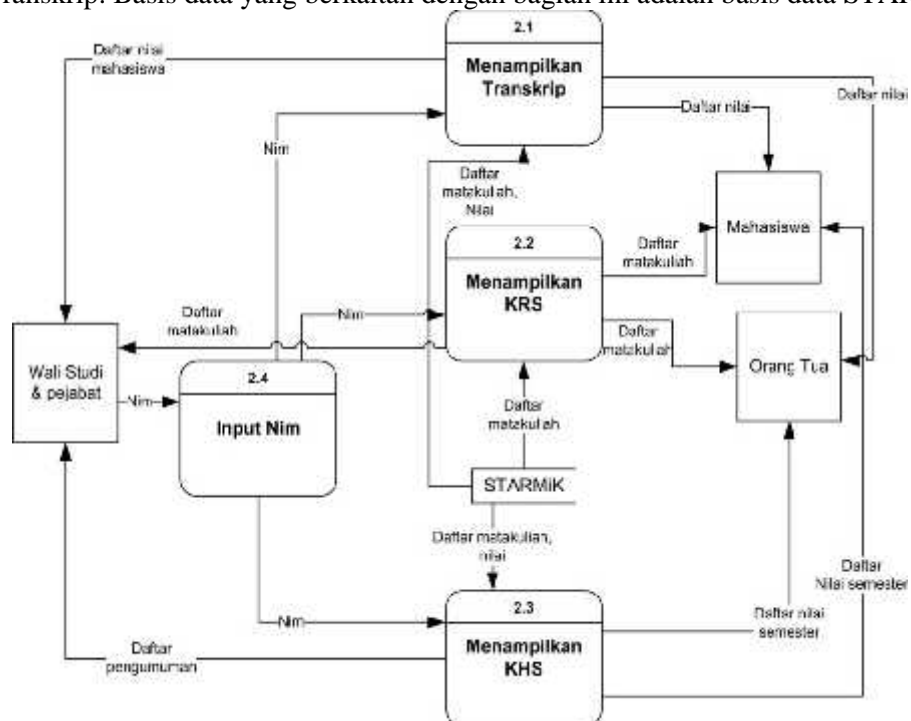 Transkrip. Basis data yang berkaitan dengan bagian ini adalah basis data
2.1
Menampilkan
Transkrip
Daftar nilai
mahasiswa
Daftar nilai
Daftar nilai
Nim
Daftar
matakuliah,
Nilai
Mahasiswa
2.2
Menampilkan
KRS
Daftar
matakuliah
Nim
Daftar
matakuliah
Daftar
matakuliah
Wali Studi
& pejabat
Nim
2.4
Input Nim
Orang Tua
Daftar
matakuliah
STARMiK
Daftar matakuliah,
nilai
Daftar
Nilai semester
Nim
2.3
Menampilkan
KHS
Daftar nilai
semester
Daftar
pengumuman